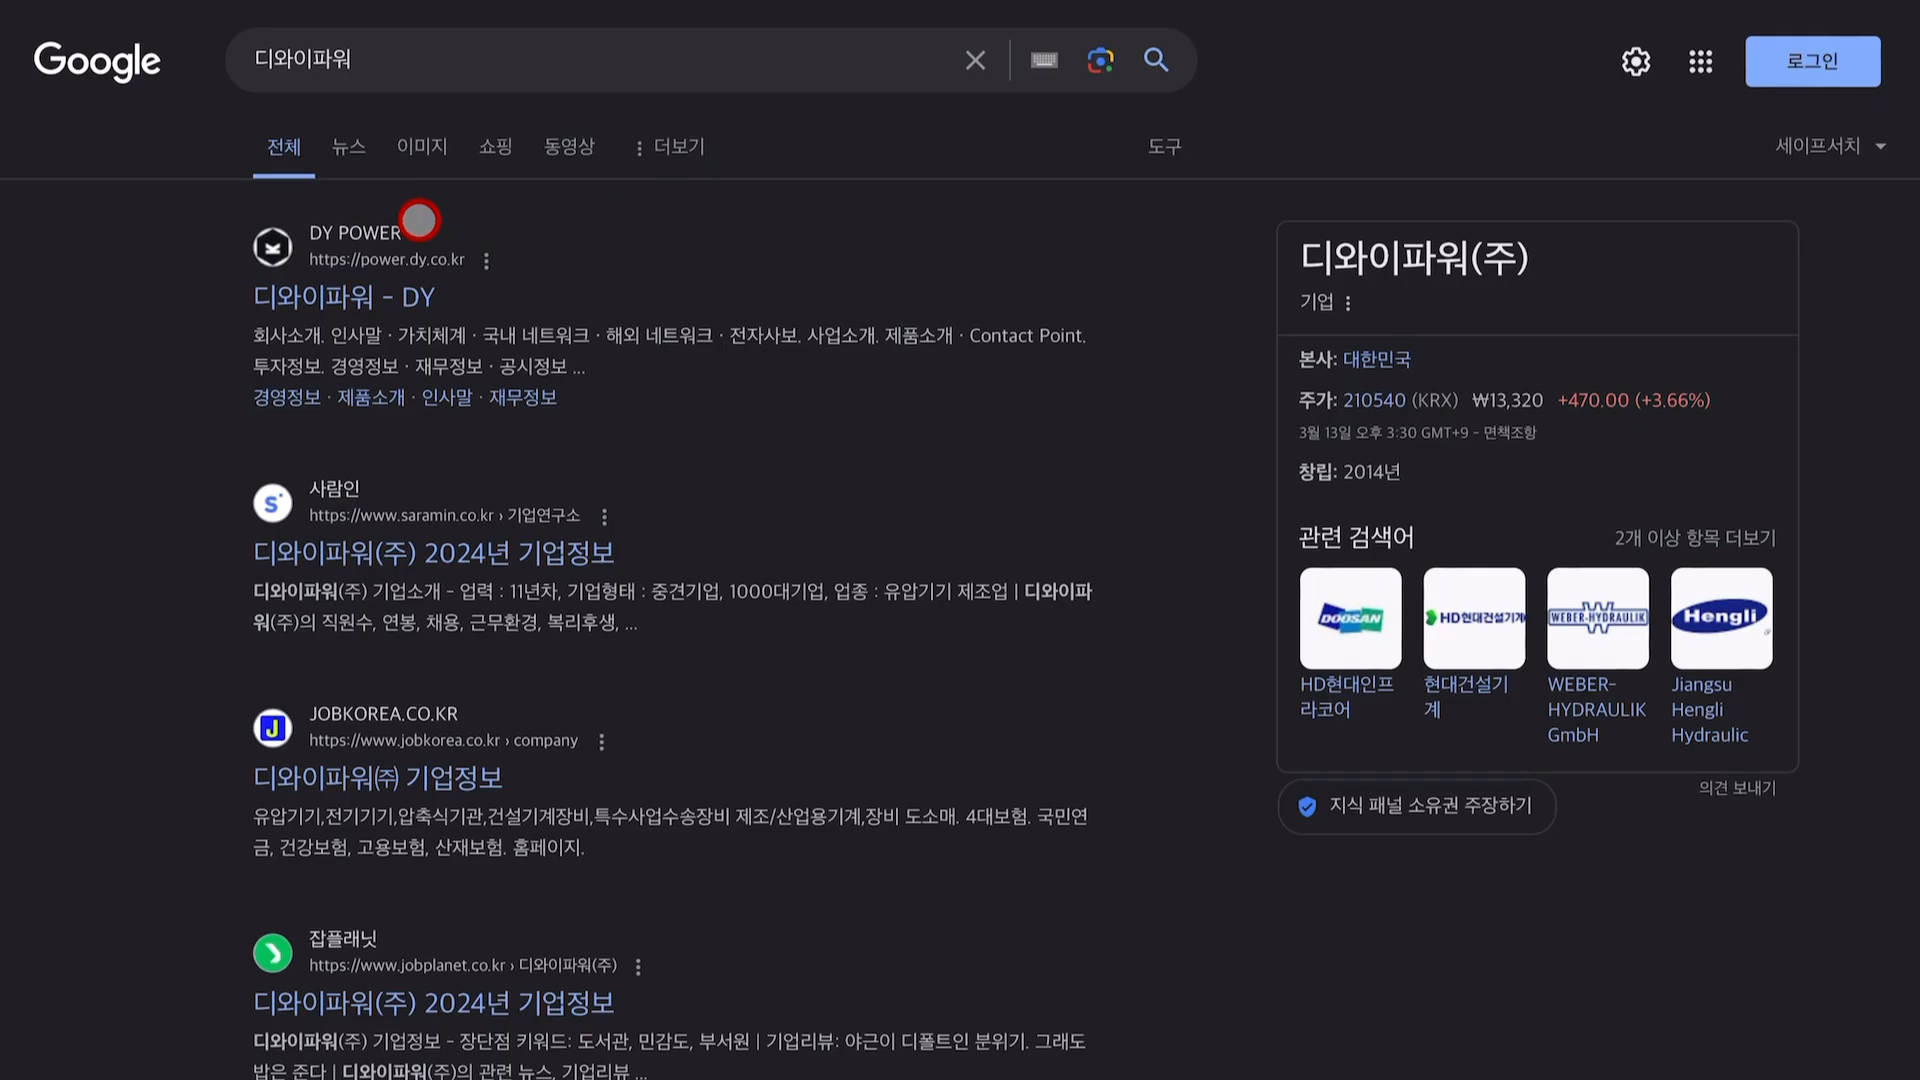 Google
디와이파워
로그인
전체
뉴스
이미지
쇼핑
동영상
더보기
도구
세이프서치
DY POWER
https://power.dy.co.kr
디와이파워 - DY
회사소개. 인사말 · 가치체계 · 국내 네트워크 · 해외 네트워크 · 전자사보. 사업소개. 제품소개 · Contact Point.
투자정보. 경영정보 · 재무정보 · 공시정보 ...
경영정보 · 제품소개 · 인사말 · 재무정보
사람인
https://www.saramin.co.kr › 기업연구소
디와이파워(주) 2024년 기업정보
디와이파워(주) 기업소개 - 업력 : 11년차, 기업형태 : 중견기업, 1000대기업, 업종 : 유압기기 제조업 | 디와이파
워(주)의 직원수, 연봉, 채용, 근무환경, 복리후생, ...
JOBKOREA.CO.KR
https://www.jobkorea.co.kr › company
디와이파워㈜ 기업정보
유압기기,전기기기,압축식기관,건설기계장비,특수사업수송장비 제조/산업용기계,장비 도소매. 4대보험. 국민연
금, 건강보험, 고용보험, 산재보험. 홈페이지.
잡플래닛
https://www.jobplanet.co.kr › 디와이파워(주)
디와이파워(주) 2024년 기업정보
디와이파워(주) 기업정보 - 장단점 키워드: 도서관, 민감도, 부서원 | 기업리뷰: 야근이 디폴트인 분위기. 그래도
밥은 준다 | 디와이파워(주)의 관련 뉴스, 기업리뷰 ...
디와이파워(주)
기업
본사: 대한민국
주가: 210540 (KRX) ₩13,320 +470.00 (+3.66%)
3월 13일 오후 3:30 GMT+9 - 면책조항
창립: 2014년
관련 검색어
2개 이상 항목 더보기
DOOSAN
HD현대건설기계
WEBER-HYDRAULIK
Hengli
HD현대인프
라코어
현대건설기
계
WEBER-
HYDRAULIK
GmbH
Jiangsu
Hengli
Hydraulic
의견 보내기
지식 패널 소유권 주장하기